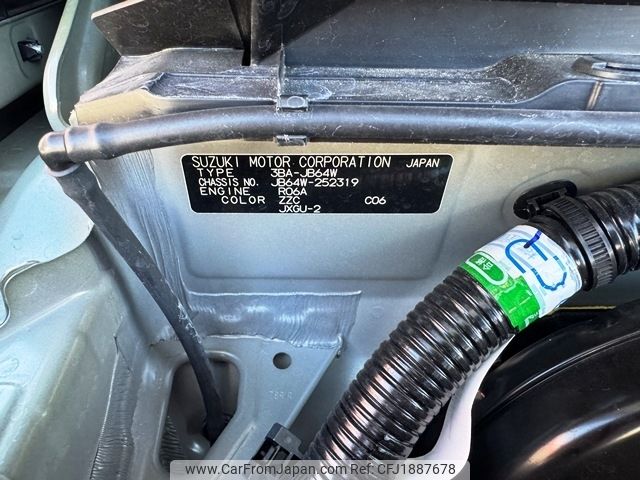 SUZUKI MOTOR CORPORATION JAPAN
TYPE 3BA-JB64W
CHASSIS NO. JB64W-252319
ENGINE R06A
COLOR ZZC C06
JXGU-2
www.CarFromJapan.com © CarFromJapan - CFJ1887678